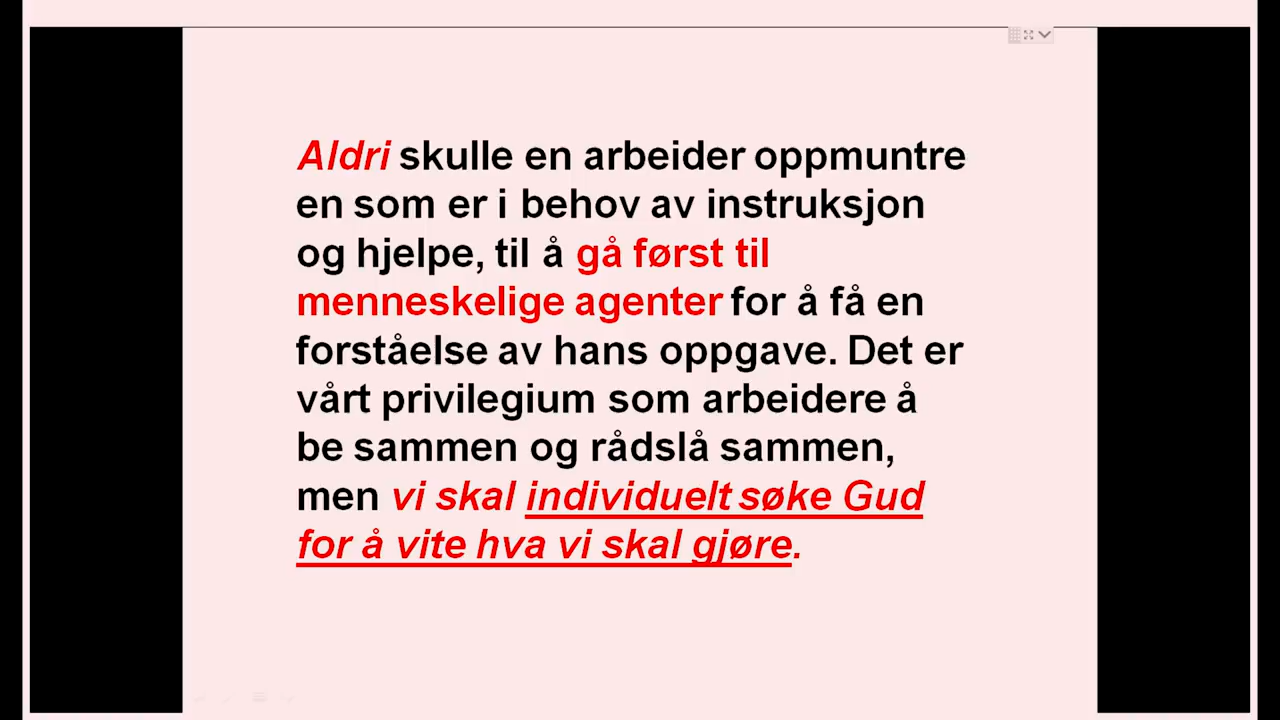 Aldri skulle en arbeider oppmuntre
en som er i behov av instruksjon
og hjelpe, til å gå først til
menneskelige agenter for å få en
forståelse av hans oppgave. Det er
vårt privilegium som arbeidere å
be sammen og rådslå sammen,
men vi skal individuelt søke Gud
for å vite hva vi skal gjøre.